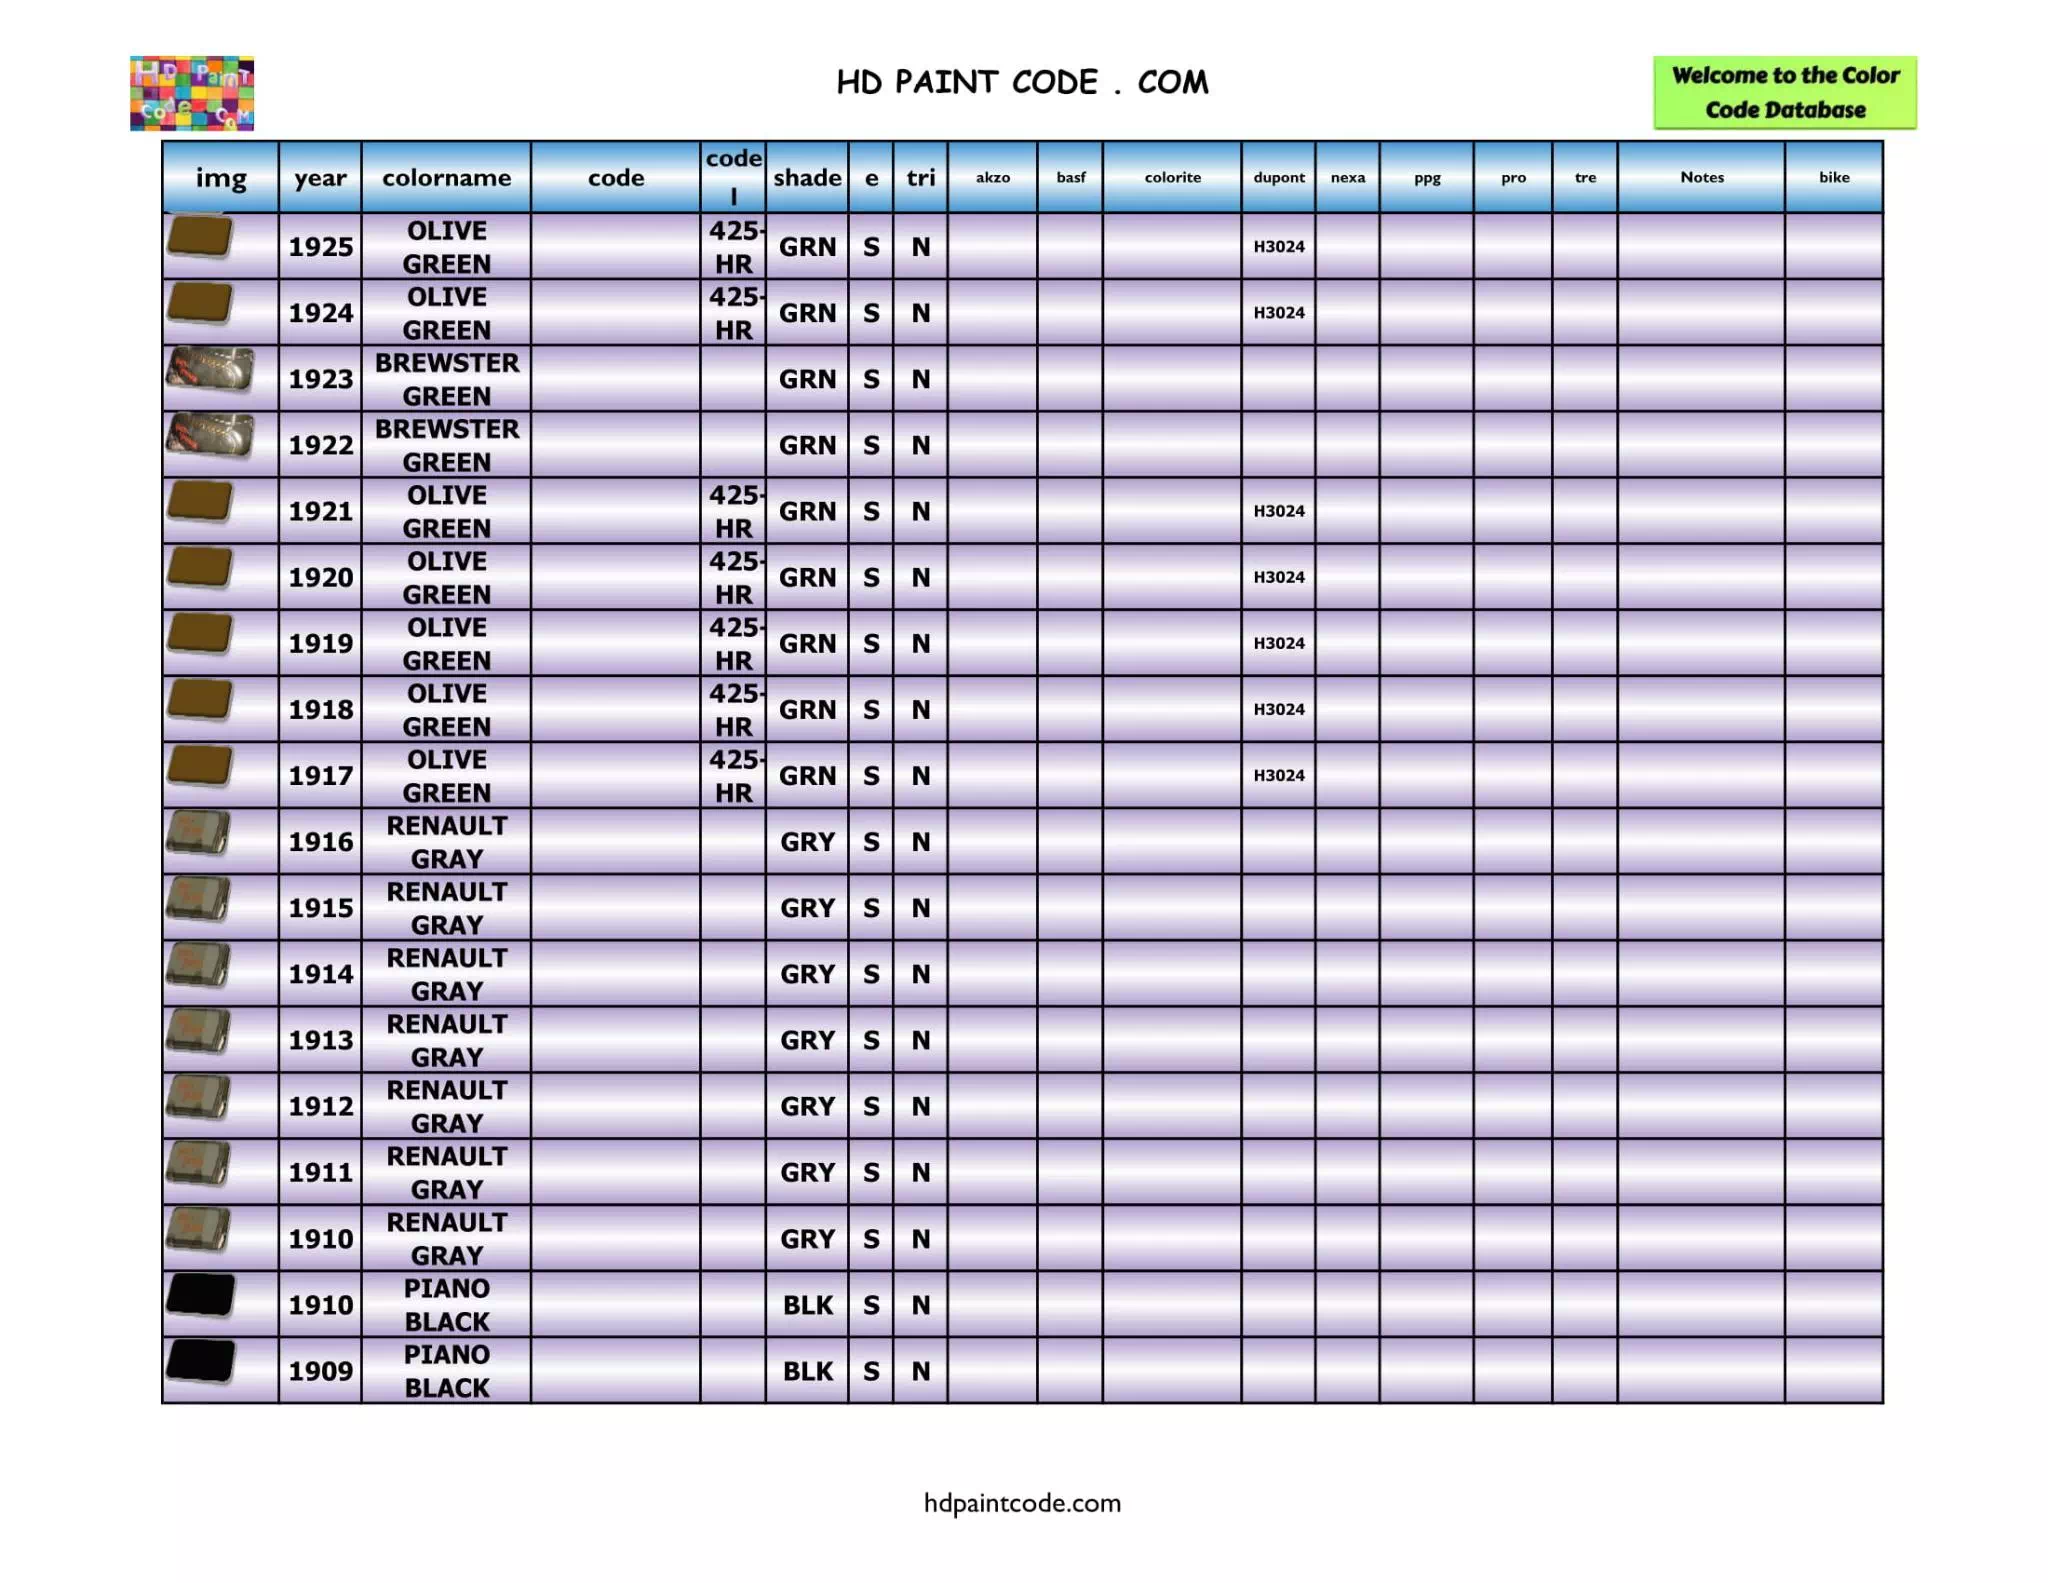 HD Paint
Code
CoM
HD PAINT CODE . COM
Welcome to the Color
Code Database
img year colorname code code l shade e tri akzo basf colorite dupont nexa ppg pro tre Notes bike
1925 OLIVE GREEN 425-HR GRN S N H3024
1924 OLIVE GREEN 425-HR GRN S N H3024
1923 BREWSTER GREEN GRN S N
1922 BREWSTER GREEN GRN S N
1921 OLIVE GREEN 425-HR GRN S N H3024
1920 OLIVE GREEN 425-HR GRN S N H3024
1919 OLIVE GREEN 425-HR GRN S N H3024
1918 OLIVE GREEN 425-HR GRN S N H3024
1917 OLIVE GREEN 425-HR GRN S N H3024
1916 RENAULT GRAY GRY S N
1915 RENAULT GRAY GRY S N
1914 RENAULT GRAY GRY S N
1913 RENAULT GRAY GRY S N
1912 RENAULT GRAY GRY S N
1911 RENAULT GRAY GRY S N
1910 RENAULT GRAY GRY S N
1910 PIANO BLACK BLK S N
1909 PIANO BLACK BLK S N
hdpaintcode.com